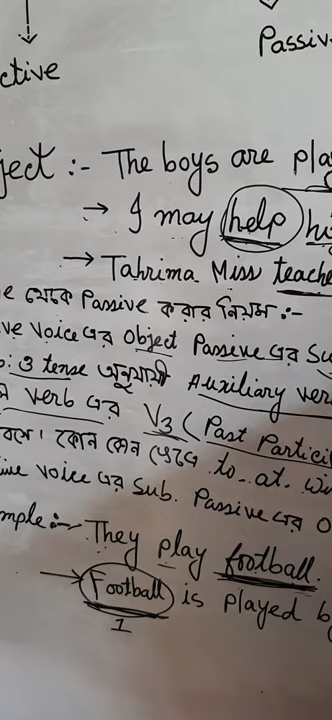 Passiv
ctive
ject :- The boys are pla
→ I may help hi
→ Tahrima Miss teache
e থেকে Passive করার নিয়ম :-
ve voice এর object Passive এর Su
ও tense অনুযায়ী Auxiliary ver
verb এর V3 (Past Partici
বসে। কোন কোন ক্ষেত্রে to.. at.. wi
ive voice এর sub. Passive এর O
mple :- They play football.
→ Football is played b
1